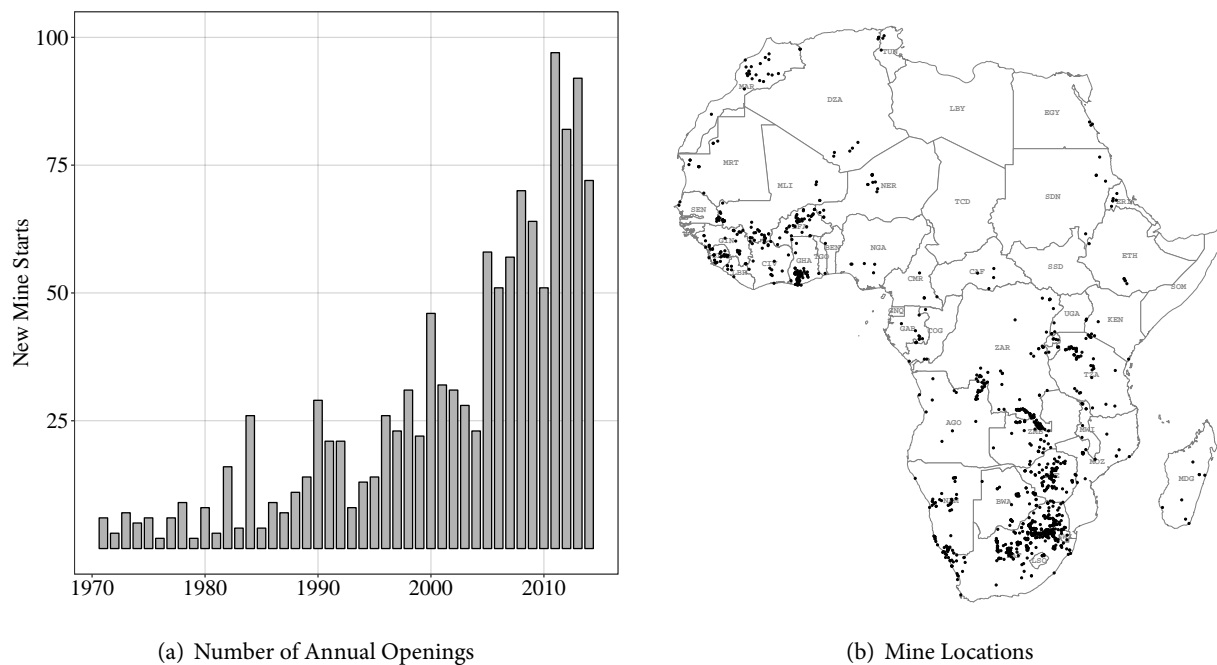 100
75
50
25
New Mine Starts
1970 1980 1990 2000 2010
(a) Number of Annual Openings
TUN
MAR
DZA
LBY
EGY
MRT
MLI
NER
TCD
SDN
ERI
SEN
GIN
CIV
GHA
TGO
BEN
NGA
CMR
CAF
SSD
ETH
SOM
GNQ
GAB
COG
ZAR
UGA
KEN
TZA
AGO
MWI
MOZ
MDG
BWA
LSO
(b) Mine Locations